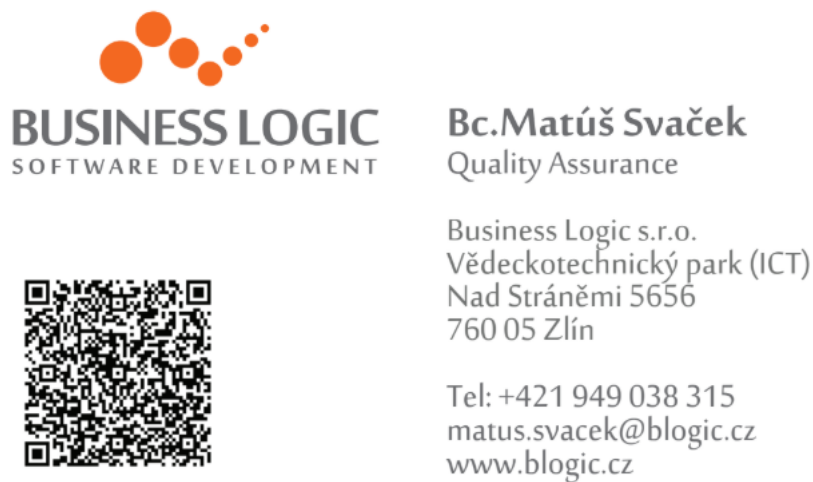 BUSINESS LOGIC
SOFTWARE DEVELOPMENT
Bc.Matúš Svaček
Quality Assurance
Business Logic s.r.o.
Vědeckotechnický park (ICT)
Nad Stráněmi 5656
760 05 Zlín
Tel: +421 949 038 315
matus.svacek@blogic.cz
www.blogic.cz